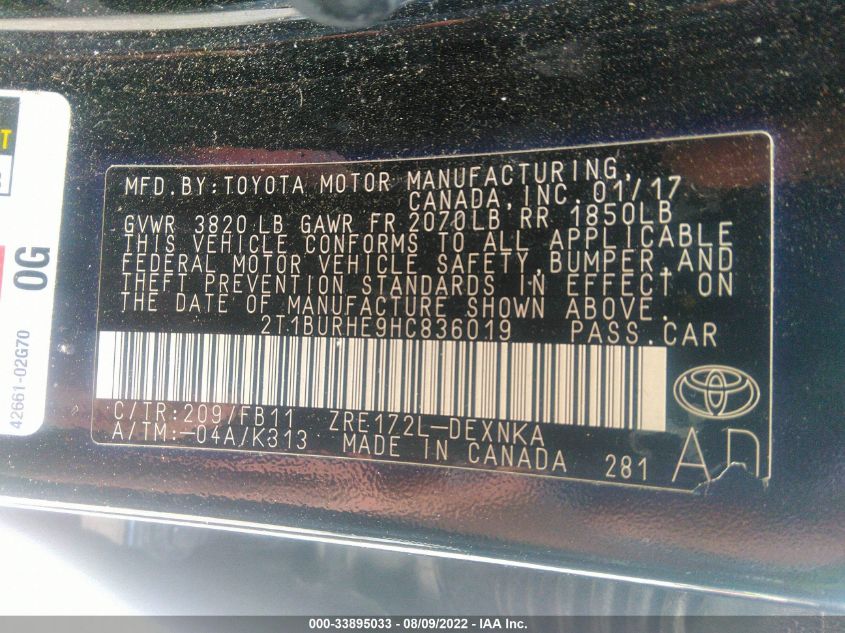 MFD.BY:TOYOTA MOTOR MANUFACTURING,
CANADA,INC. 01/17
GVWR 3820 LB GAWR FR 2070LB RR 1850LB
THIS VEHICLE CONFORMS TO ALL APPLICABLE
FEDERAL MOTOR VEHICLE SAFETY,BUMPER,AND
THEFT PREVENTION STANDARDS IN EFFECT ON
THE DATE OF MANUFACTURE SHOWN ABOVE.
2T1BURHE9HC836019 PASS.CAR
C/TR:209/FB11 ZRE172L-DEXNKA
A/TM:-04A/K313 MADE IN CANADA 281
AD
0G
42661-02G70
000-33895033 - 08/09/2022 - IAA Inc.